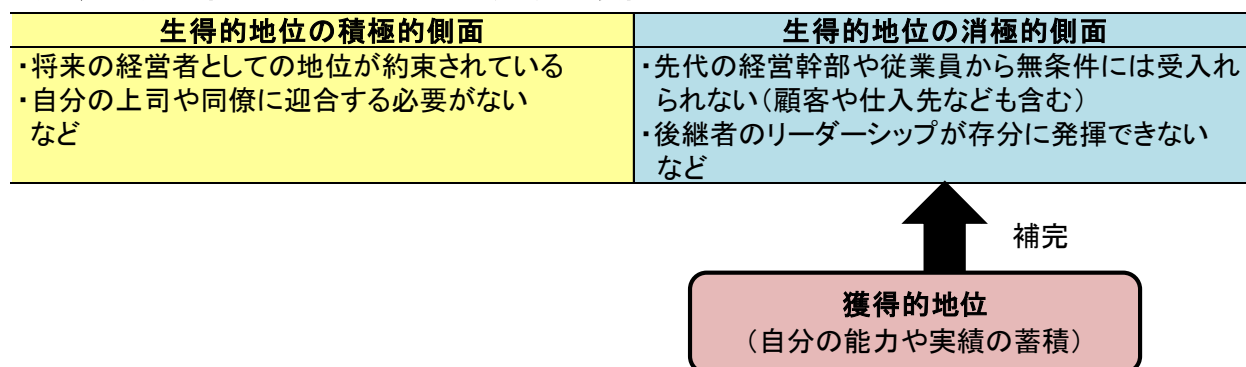 生得的地位の積極的側面
・将来の経営者としての地位が約束されている
・自分の上司や同僚に迎合する必要がない
など
生得的地位の消極的側面
・先代の経営幹部や従業員から無条件には受入れ
られない（顧客や仕入先なども含む）
・後継者のリーダーシップが存分に発揮できない
など
補完
獲得的地位
（自分の能力や実績の蓄積）